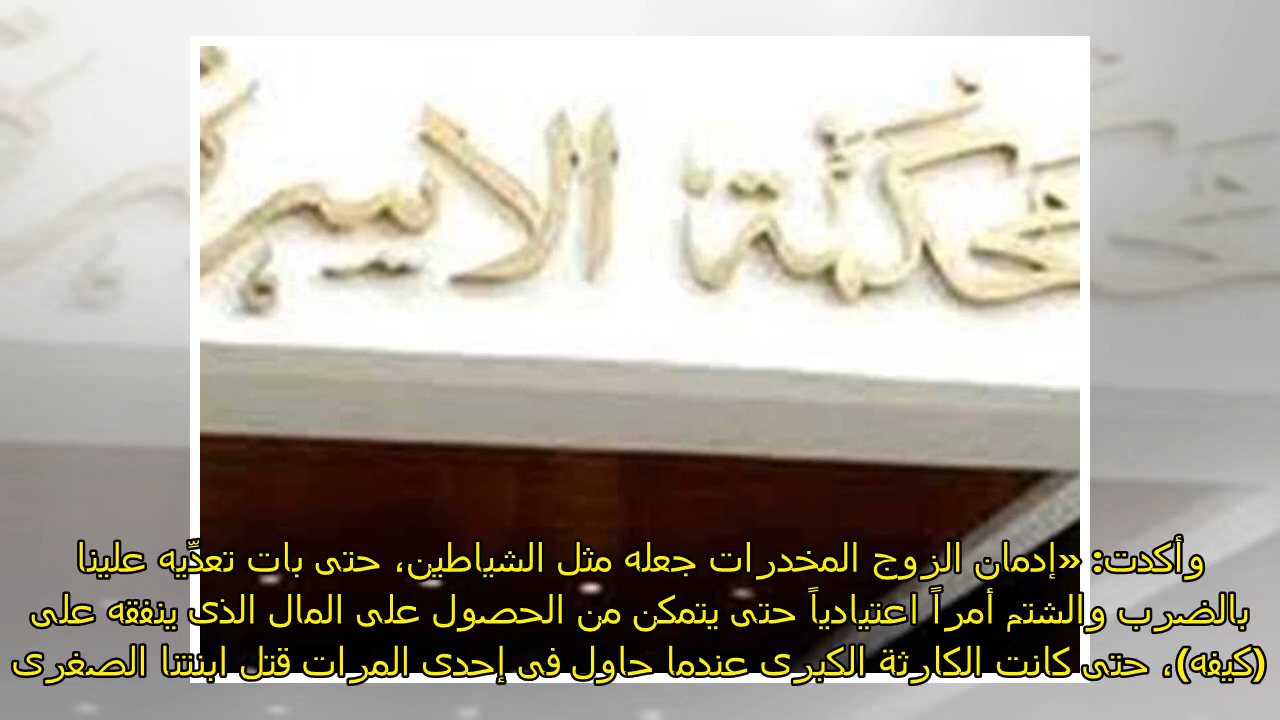 محكمة الاسر
وأكدت: «إدمان الزوج المخدرات جعله مثل الشياطين، حتى بات تعدِّيه علينا
بالضرب والشتم أمراً اعتيادياً حتى يتمكن من الحصول على المال الذى ينفقه على
(كيفه)، حتى كانت الكارثة الكبرى عندما حاول فى إحدى المرات قتل ابنتنا الصغرى